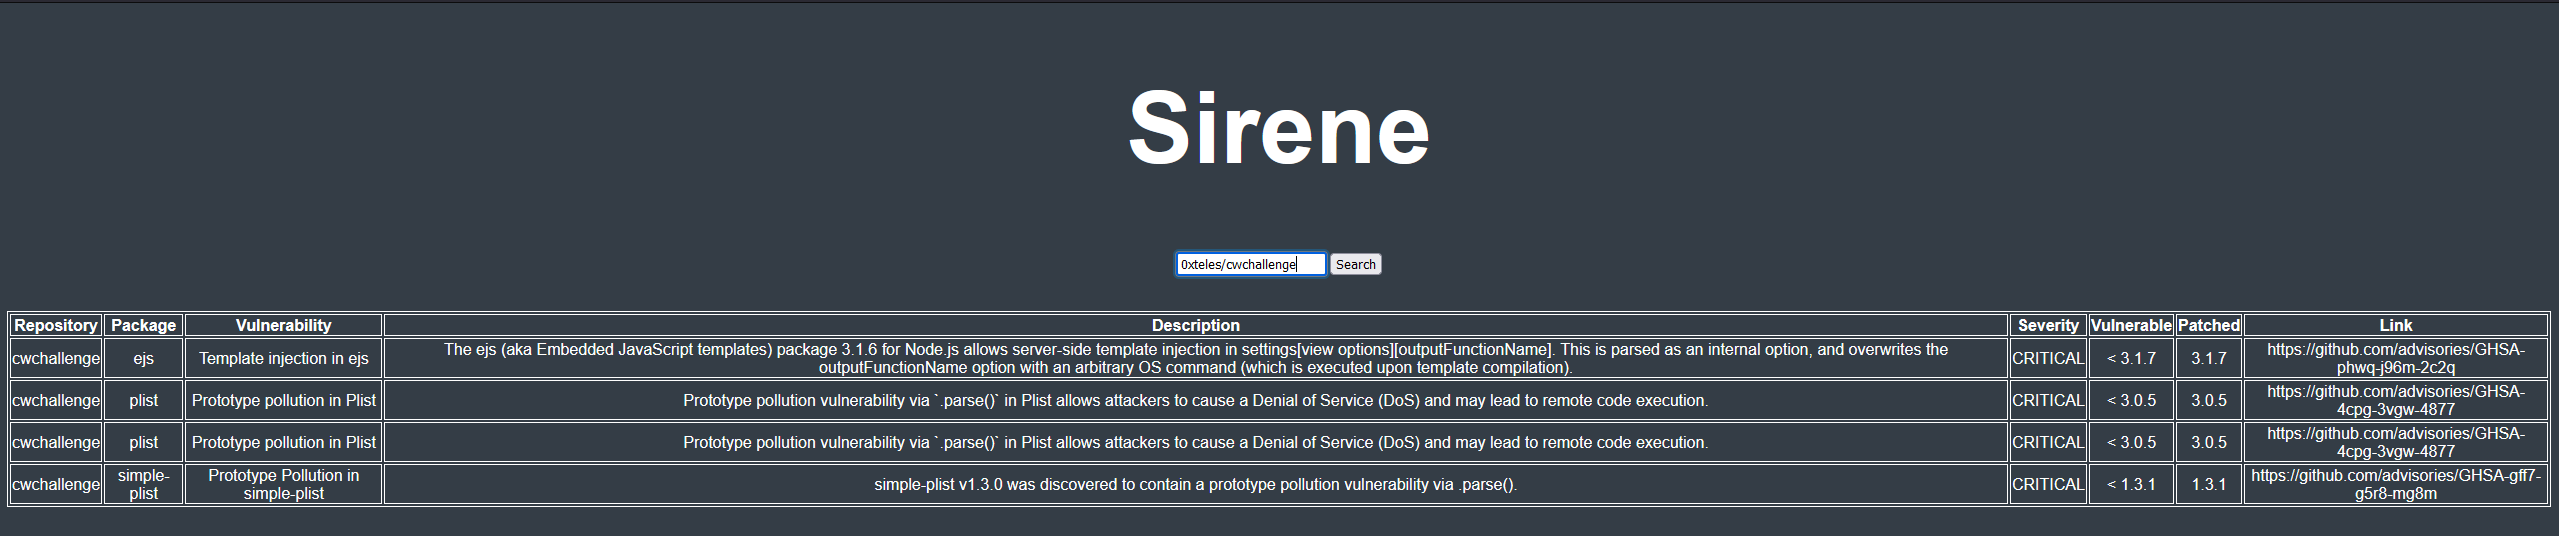 Sirene
0xteles/cwchallenge Search
Repository Package Vulnerability Description Severity Vulnerable Patched Link
cwchallenge ejs Template injection in ejs The ejs (aka Embedded JavaScript templates) package 3.1.6 for Node.js allows server-side template injection in settings[view options][outputFunctionName]. This is parsed as an internal option, and overwrites the
outputFunctionName option with an arbitrary OS command (which is executed upon template compilation). CRITICAL < 3.1.7 3.1.7 https://github.com/advisories/GHSA-
phwq-j96m-2c2q
cwchallenge plist Prototype pollution in Plist Prototype pollution vulnerability via `.parse()` in Plist allows attackers to cause a Denial of Service (DoS) and may lead to remote code execution. CRITICAL < 3.0.5 3.0.5 https://github.com/advisories/GHSA-
4cpg-3vgw-4877
cwchallenge plist Prototype pollution in Plist Prototype pollution vulnerability via `.parse()` in Plist allows attackers to cause a Denial of Service (DoS) and may lead to remote code execution. CRITICAL < 3.0.5 3.0.5 https://github.com/advisories/GHSA-
4cpg-3vgw-4877
cwchallenge simple-
plist Prototype Pollution in
simple-plist simple-plist v1.3.0 was discovered to contain a prototype pollution vulnerability via .parse(). CRITICAL < 1.3.1 1.3.1 https://github.com/advisories/GHSA-gff7-
g5r8-mg8m